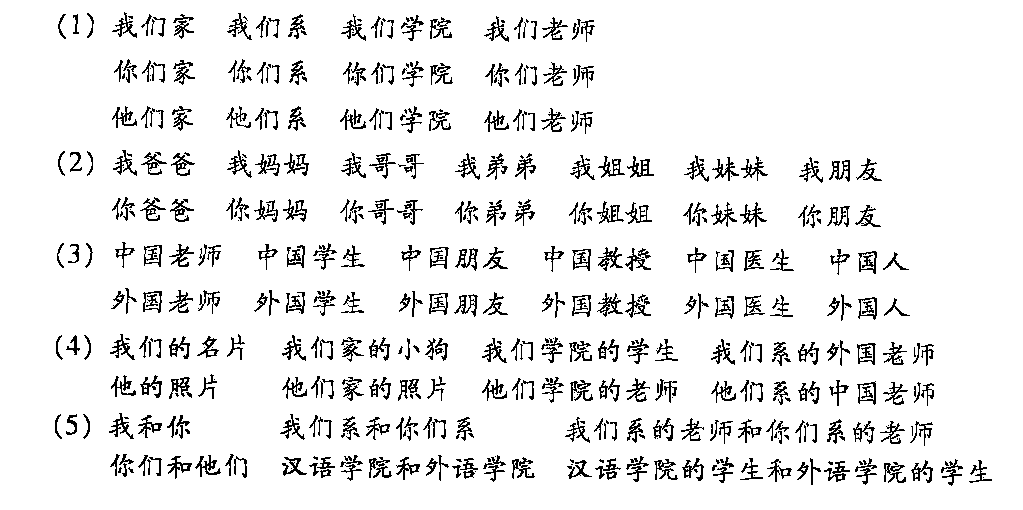 (1) 我们家 我们系 我们学院 我们老师
你们家 你们系 你们学院 你们老师
他们家 他们系 他们学院 他们老师
(2) 我爸爸 我妈妈 我哥哥 我弟弟 我姐姐 我妹妹 我朋友
你爸爸 你妈妈 你哥哥 你弟弟 你姐姐 你妹妹 你朋友
(3) 中国老师 中国学生 中国朋友 中国教授 中国医生 中国人
外国老师 外国学生 外国朋友 外国教授 外国医生 外国人
(4) 我们的名片 我们家的小狗 我们学院的学生 我们系的外国老师
他的照片 他们家的照片 他们学院的老师 他们系的中国老师
(5) 我和你 我们系和你们系 我们系的老师和你们系的老师
你们和他们 汉语学院和外语学院 汉语学院的学生和外语学院的学生